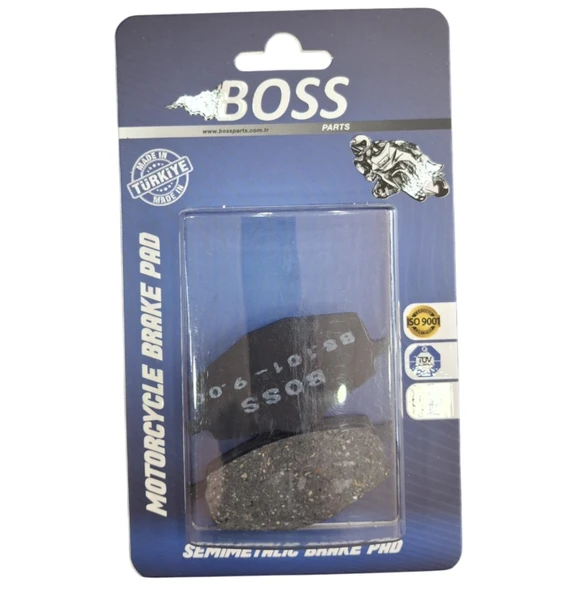 BOSS
PARTS
www.bossparts.com.tr
MADE IN
TÜRKİYE
MADE IN
MOTORCYCLE BRAKE PAD
ISO 9001
TÜV
BOSS
SEMIMETALIC BRAKE PAD